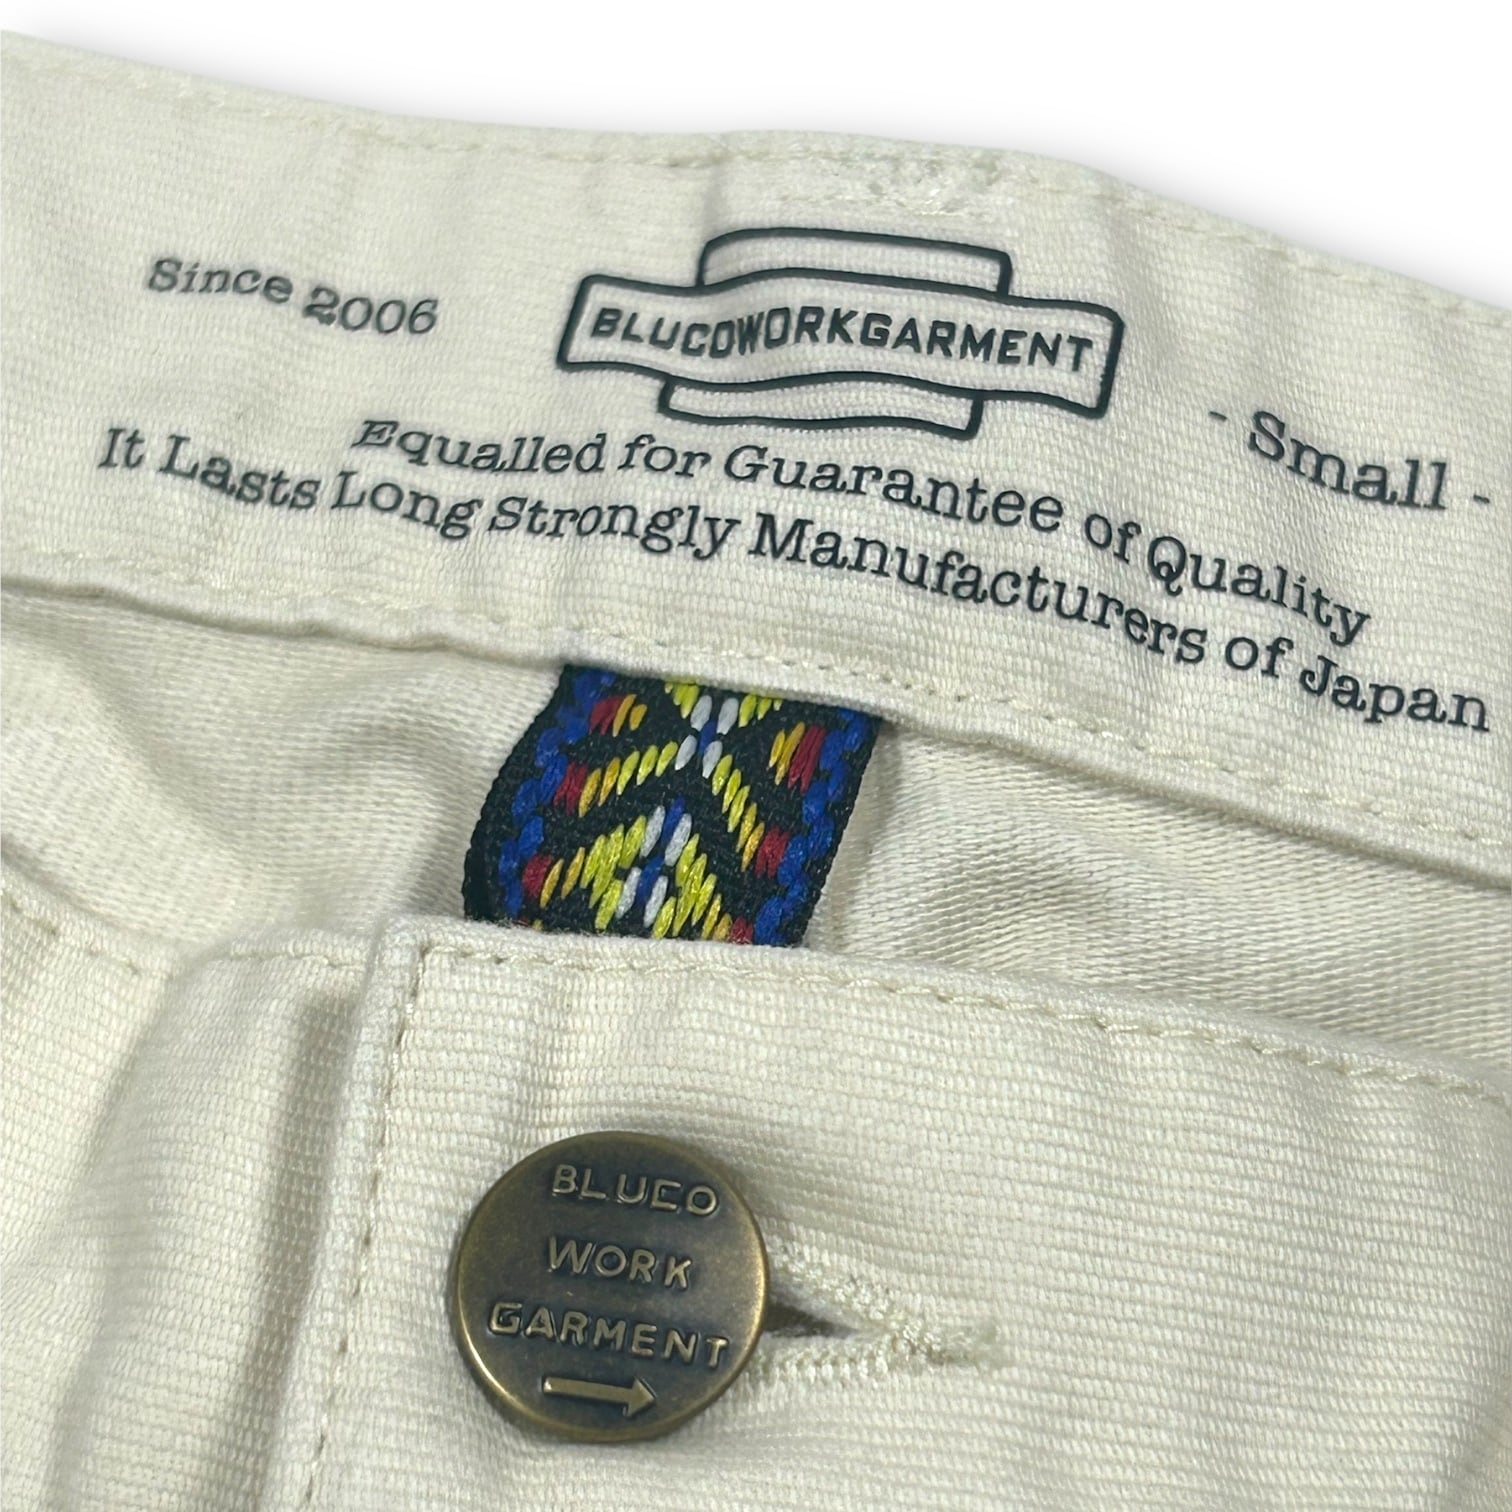 Since 2006
BLUCOWORKGARMENT
- Small -
Equalled for Guarantee of Quality
It Lasts Long Strongly Manufacturers of Japan
BLUCO
WORK
GARMENT